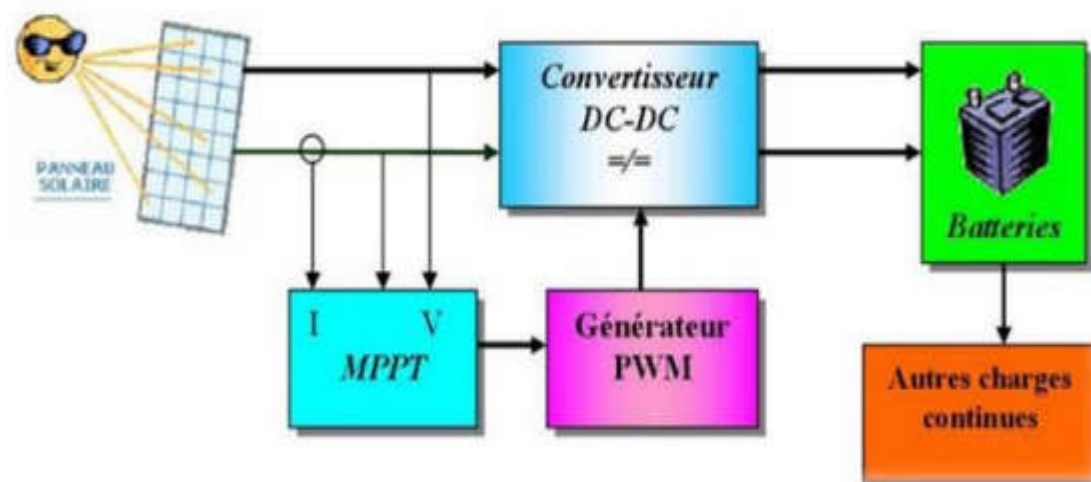 PANNEAU
SOLAIRE
Convertisseur
DC-DC
=/=
Batteries
I V
MPPT
Générateur
PWM
Autres charges
continues